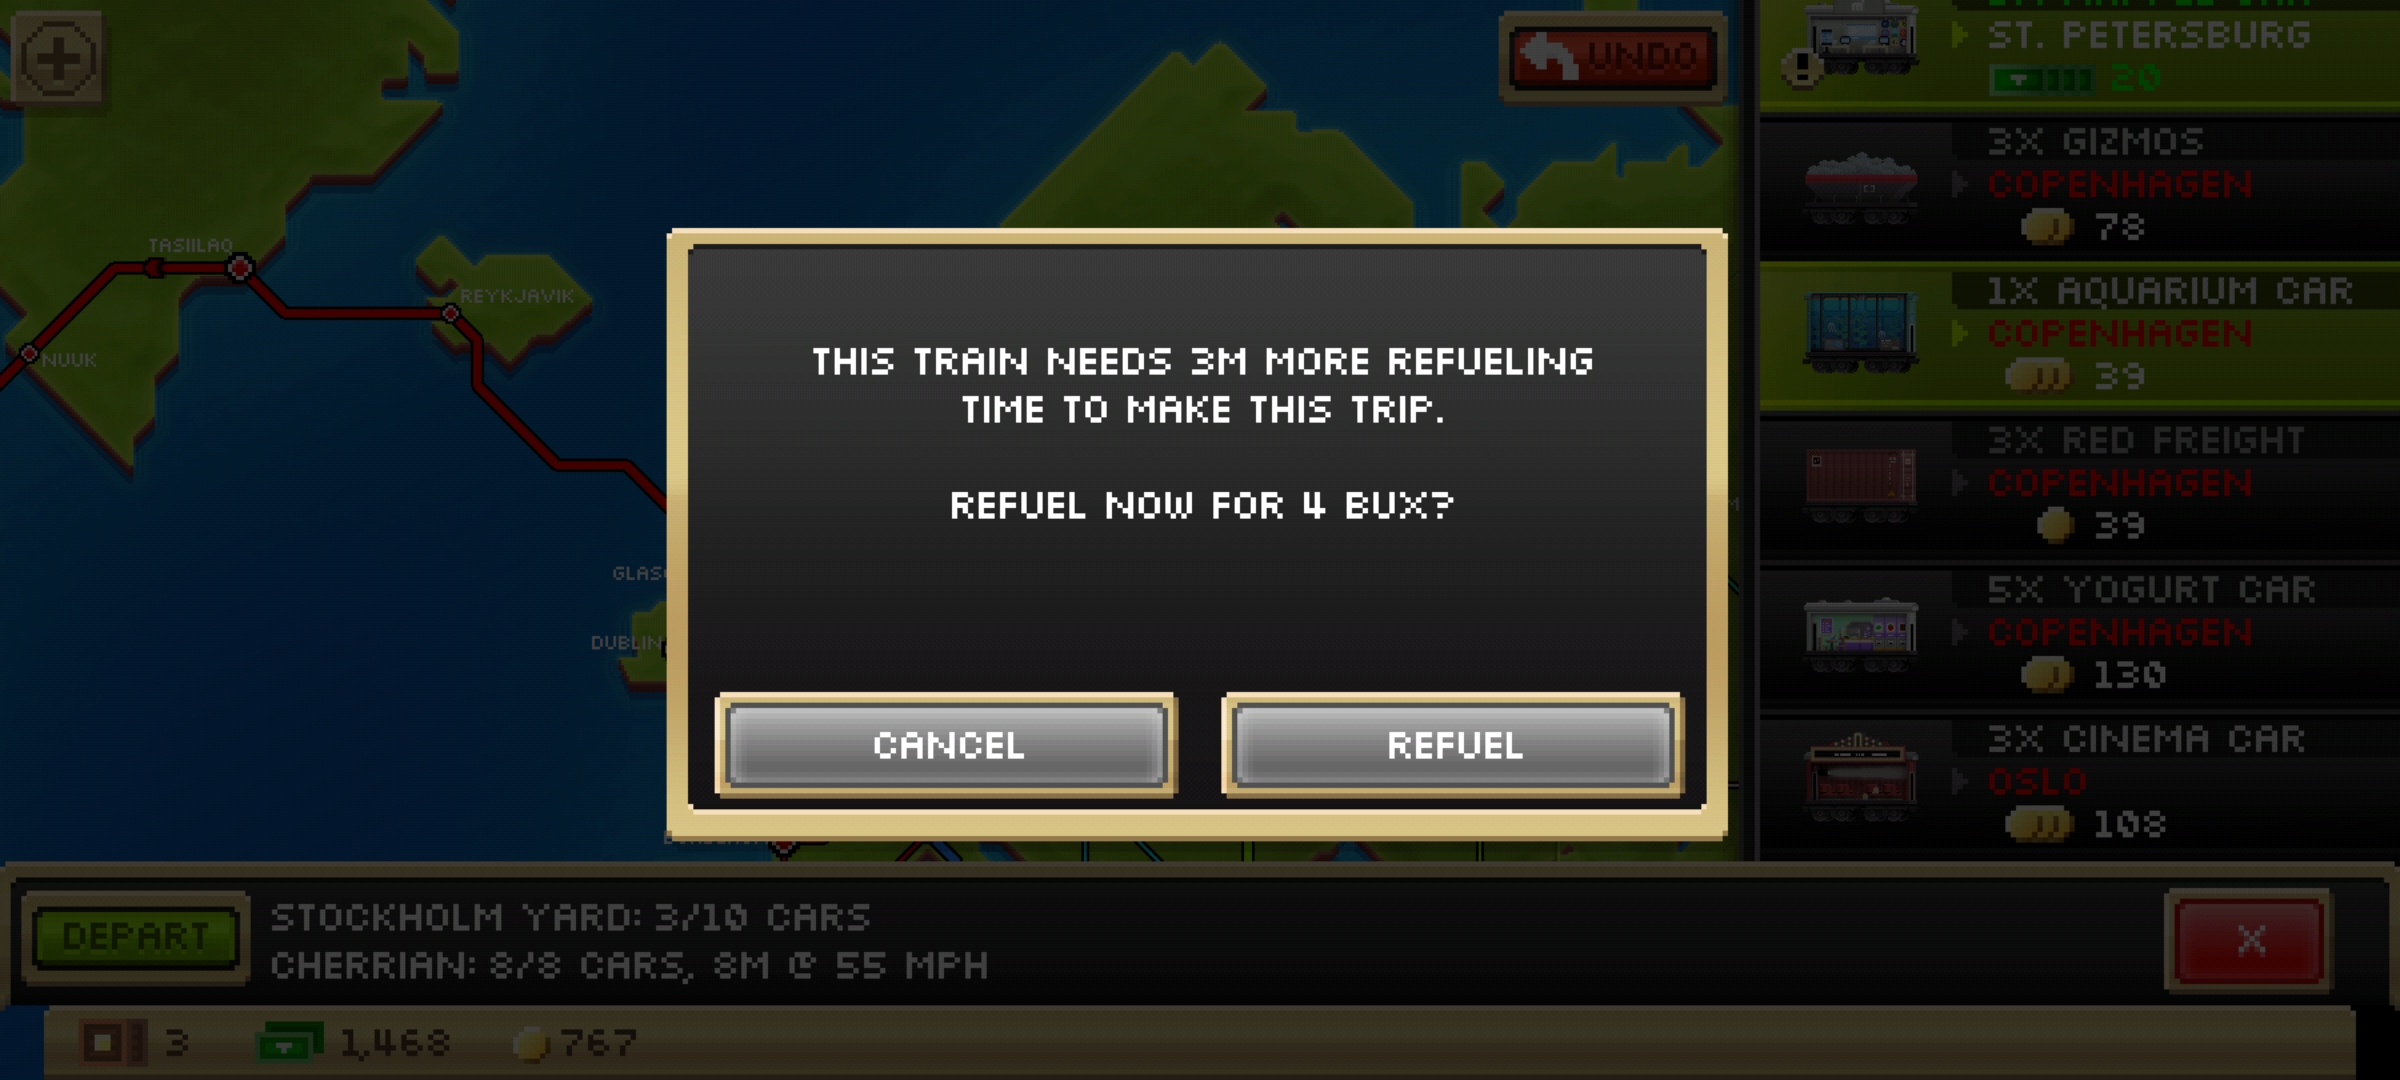 UNDO
TASIILAQ
REYKJAVIK
NUUK
DUBLIN
ST. PETERSBURG
20
3X GIZMOS
COPENHAGEN
78
1X AQUARIUM CAR
COPENHAGEN
39
3X RED FREIGHT
COPENHAGEN
39
5X YOGURT CAR
COPENHAGEN
130
3X CINEMA CAR
OSLO
108
THIS TRAIN NEEDS 3M MORE REFUELING
TIME TO MAKE THIS TRIP.
REFUEL NOW FOR 4 BUX?
CANCEL
REFUEL
DEPART
STOCKHOLM YARD: 3/10 CARS
CHERRIAN: 8/8 CARS, 8M @ 55 MPH
X
3
1,468
767